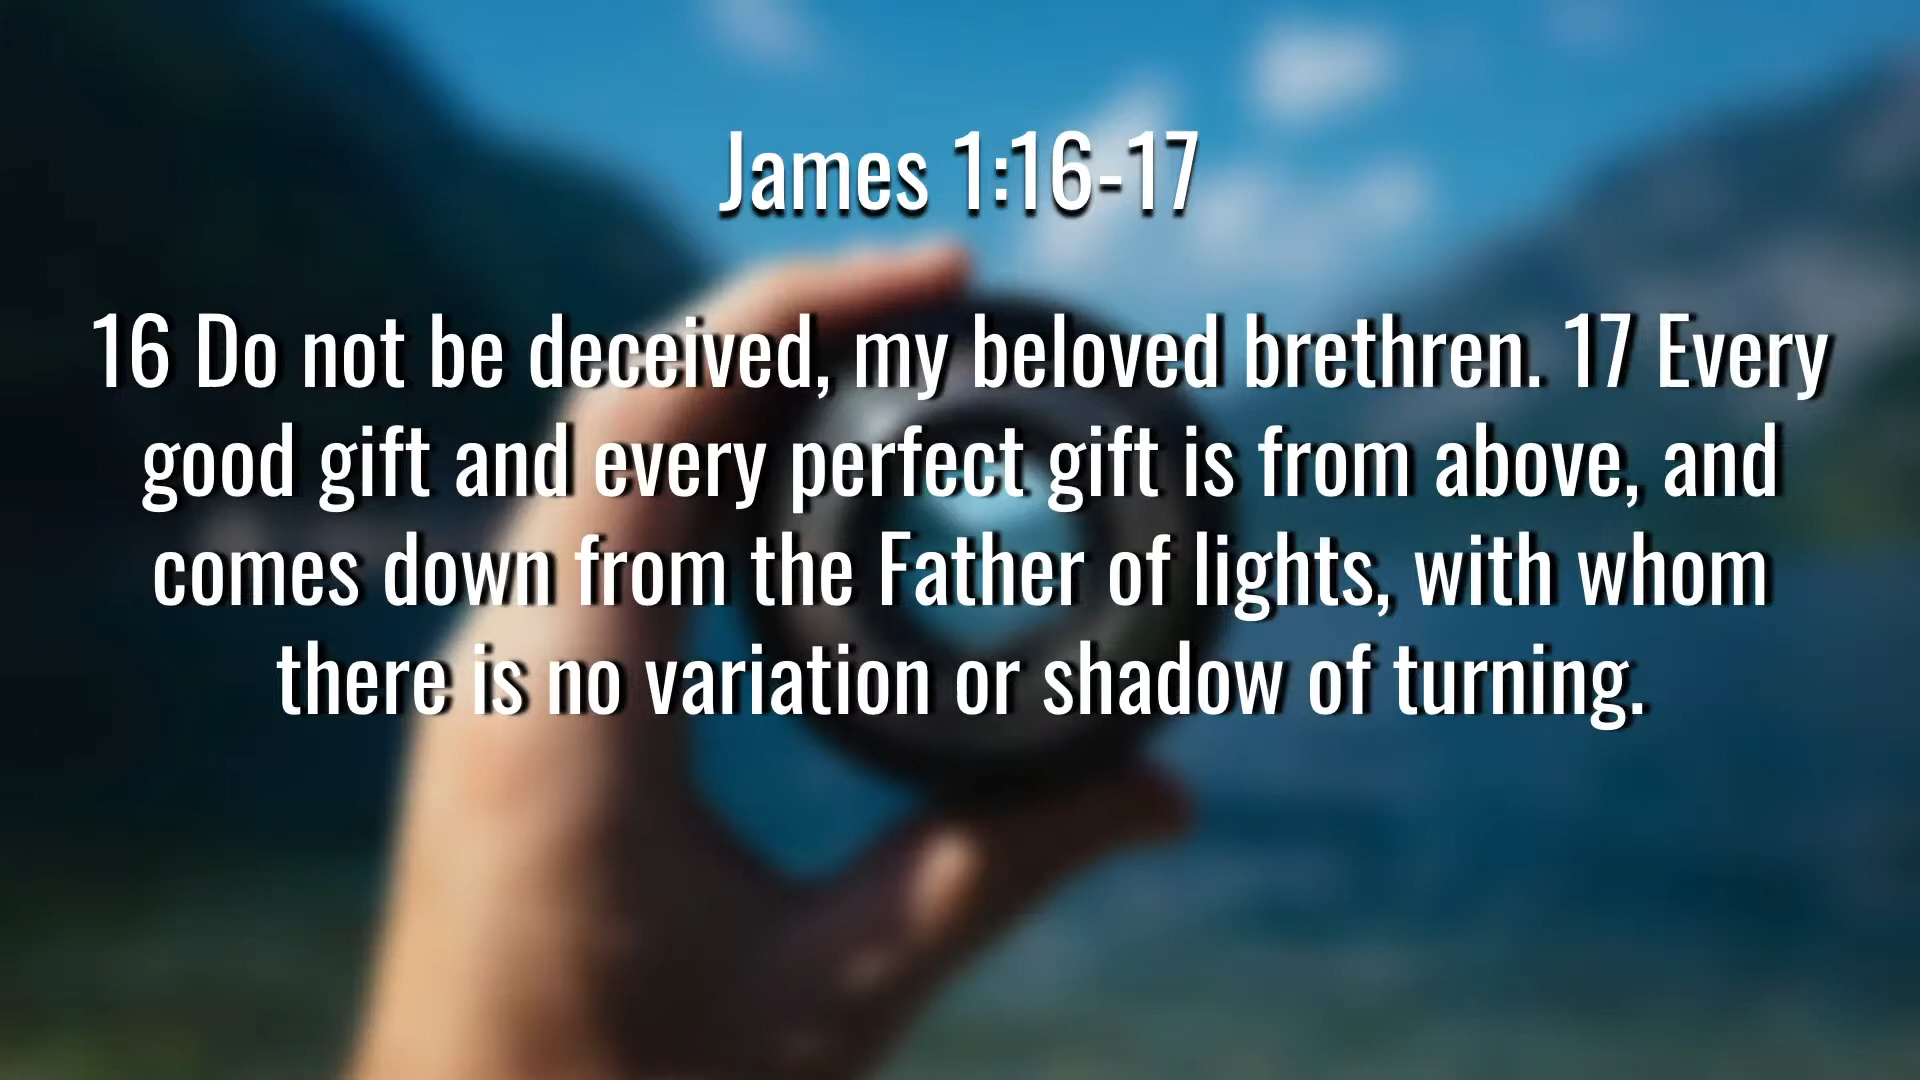 James 1:16-17
16 Do not be deceived, my beloved brethren. 17 Every
good gift and every perfect gift is from above, and
comes down from the Father of lights, with whom
there is no variation or shadow of turning.